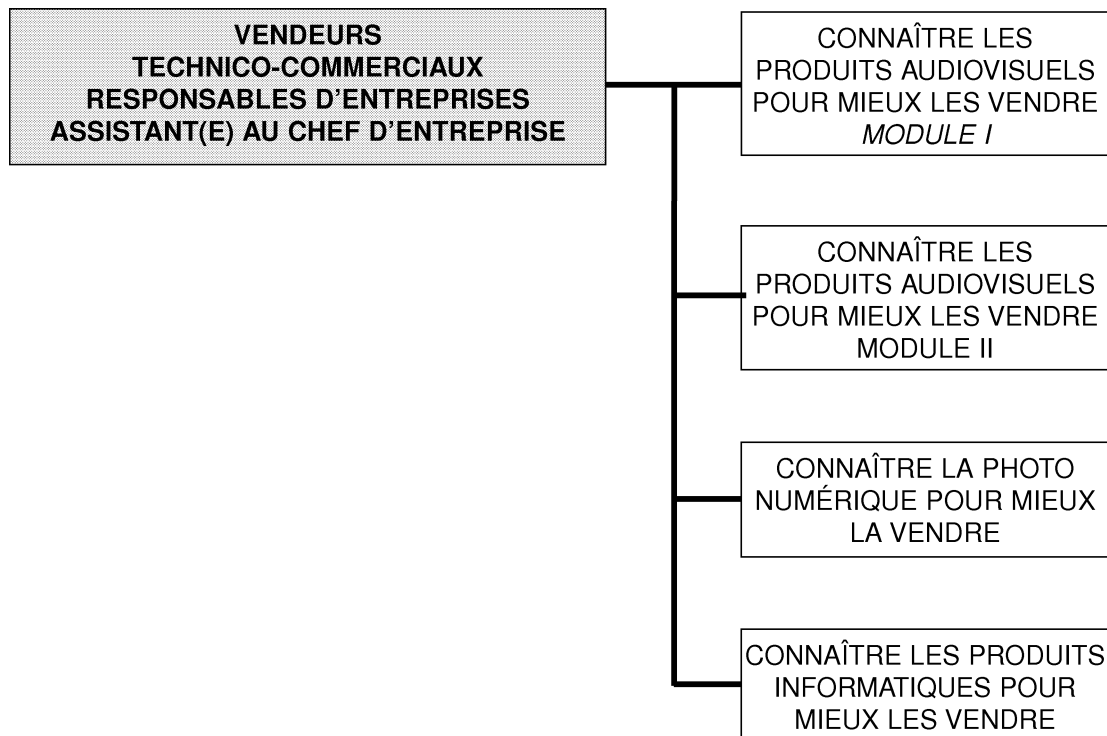 VENDEURS
TECHNICO-COMMERCIAUX
RESPONSABLES D'ENTREPRISES
ASSISTANT(E) AU CHEF D'ENTREPRISE
CONNAÎTRE LES
PRODUITS AUDIOVISUELS
POUR MIEUX LES VENDRE
MODULE I
CONNAÎTRE LES
PRODUITS AUDIOVISUELS
POUR MIEUX LES VENDRE
MODULE II
CONNAÎTRE LA PHOTO
NUMÉRIQUE POUR MIEUX
LA VENDRE
CONNAÎTRE LES PRODUITS
INFORMATIQUES POUR
MIEUX LES VENDRE